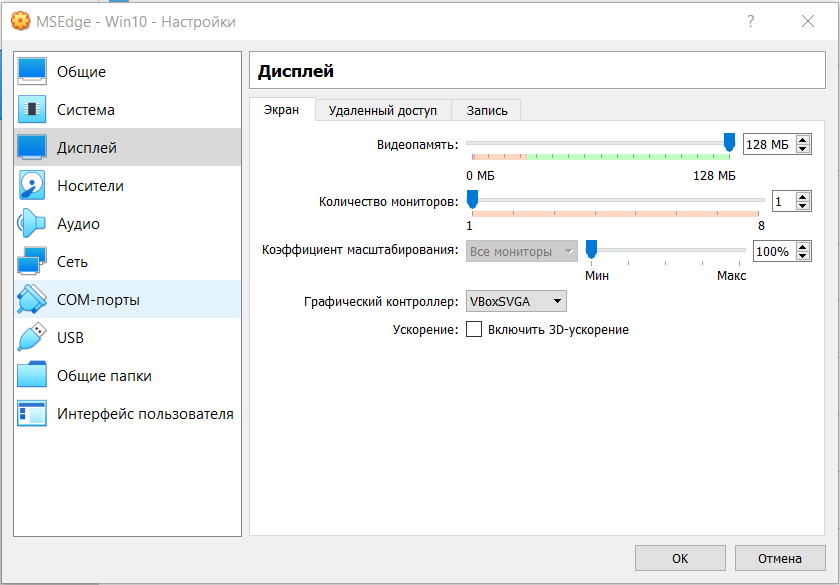 MSEdge - Win10 - Настройки
?
Общие
Система
Дисплей
Носители
Аудио
Сеть
COM-порты
USB
Общие папки
Интерфейс пользователя
Дисплей
Экран Удаленный доступ Запись
Видеопамять: 128 МБ
0 МБ 128 МБ
Количество мониторов: 1
1 8
Коэффициент масштабирования: Все мониторы 100%
Мин Макс
Графический контроллер: VBoxSVGA
Ускорение: Включить 3D-ускорение
OK Отмена